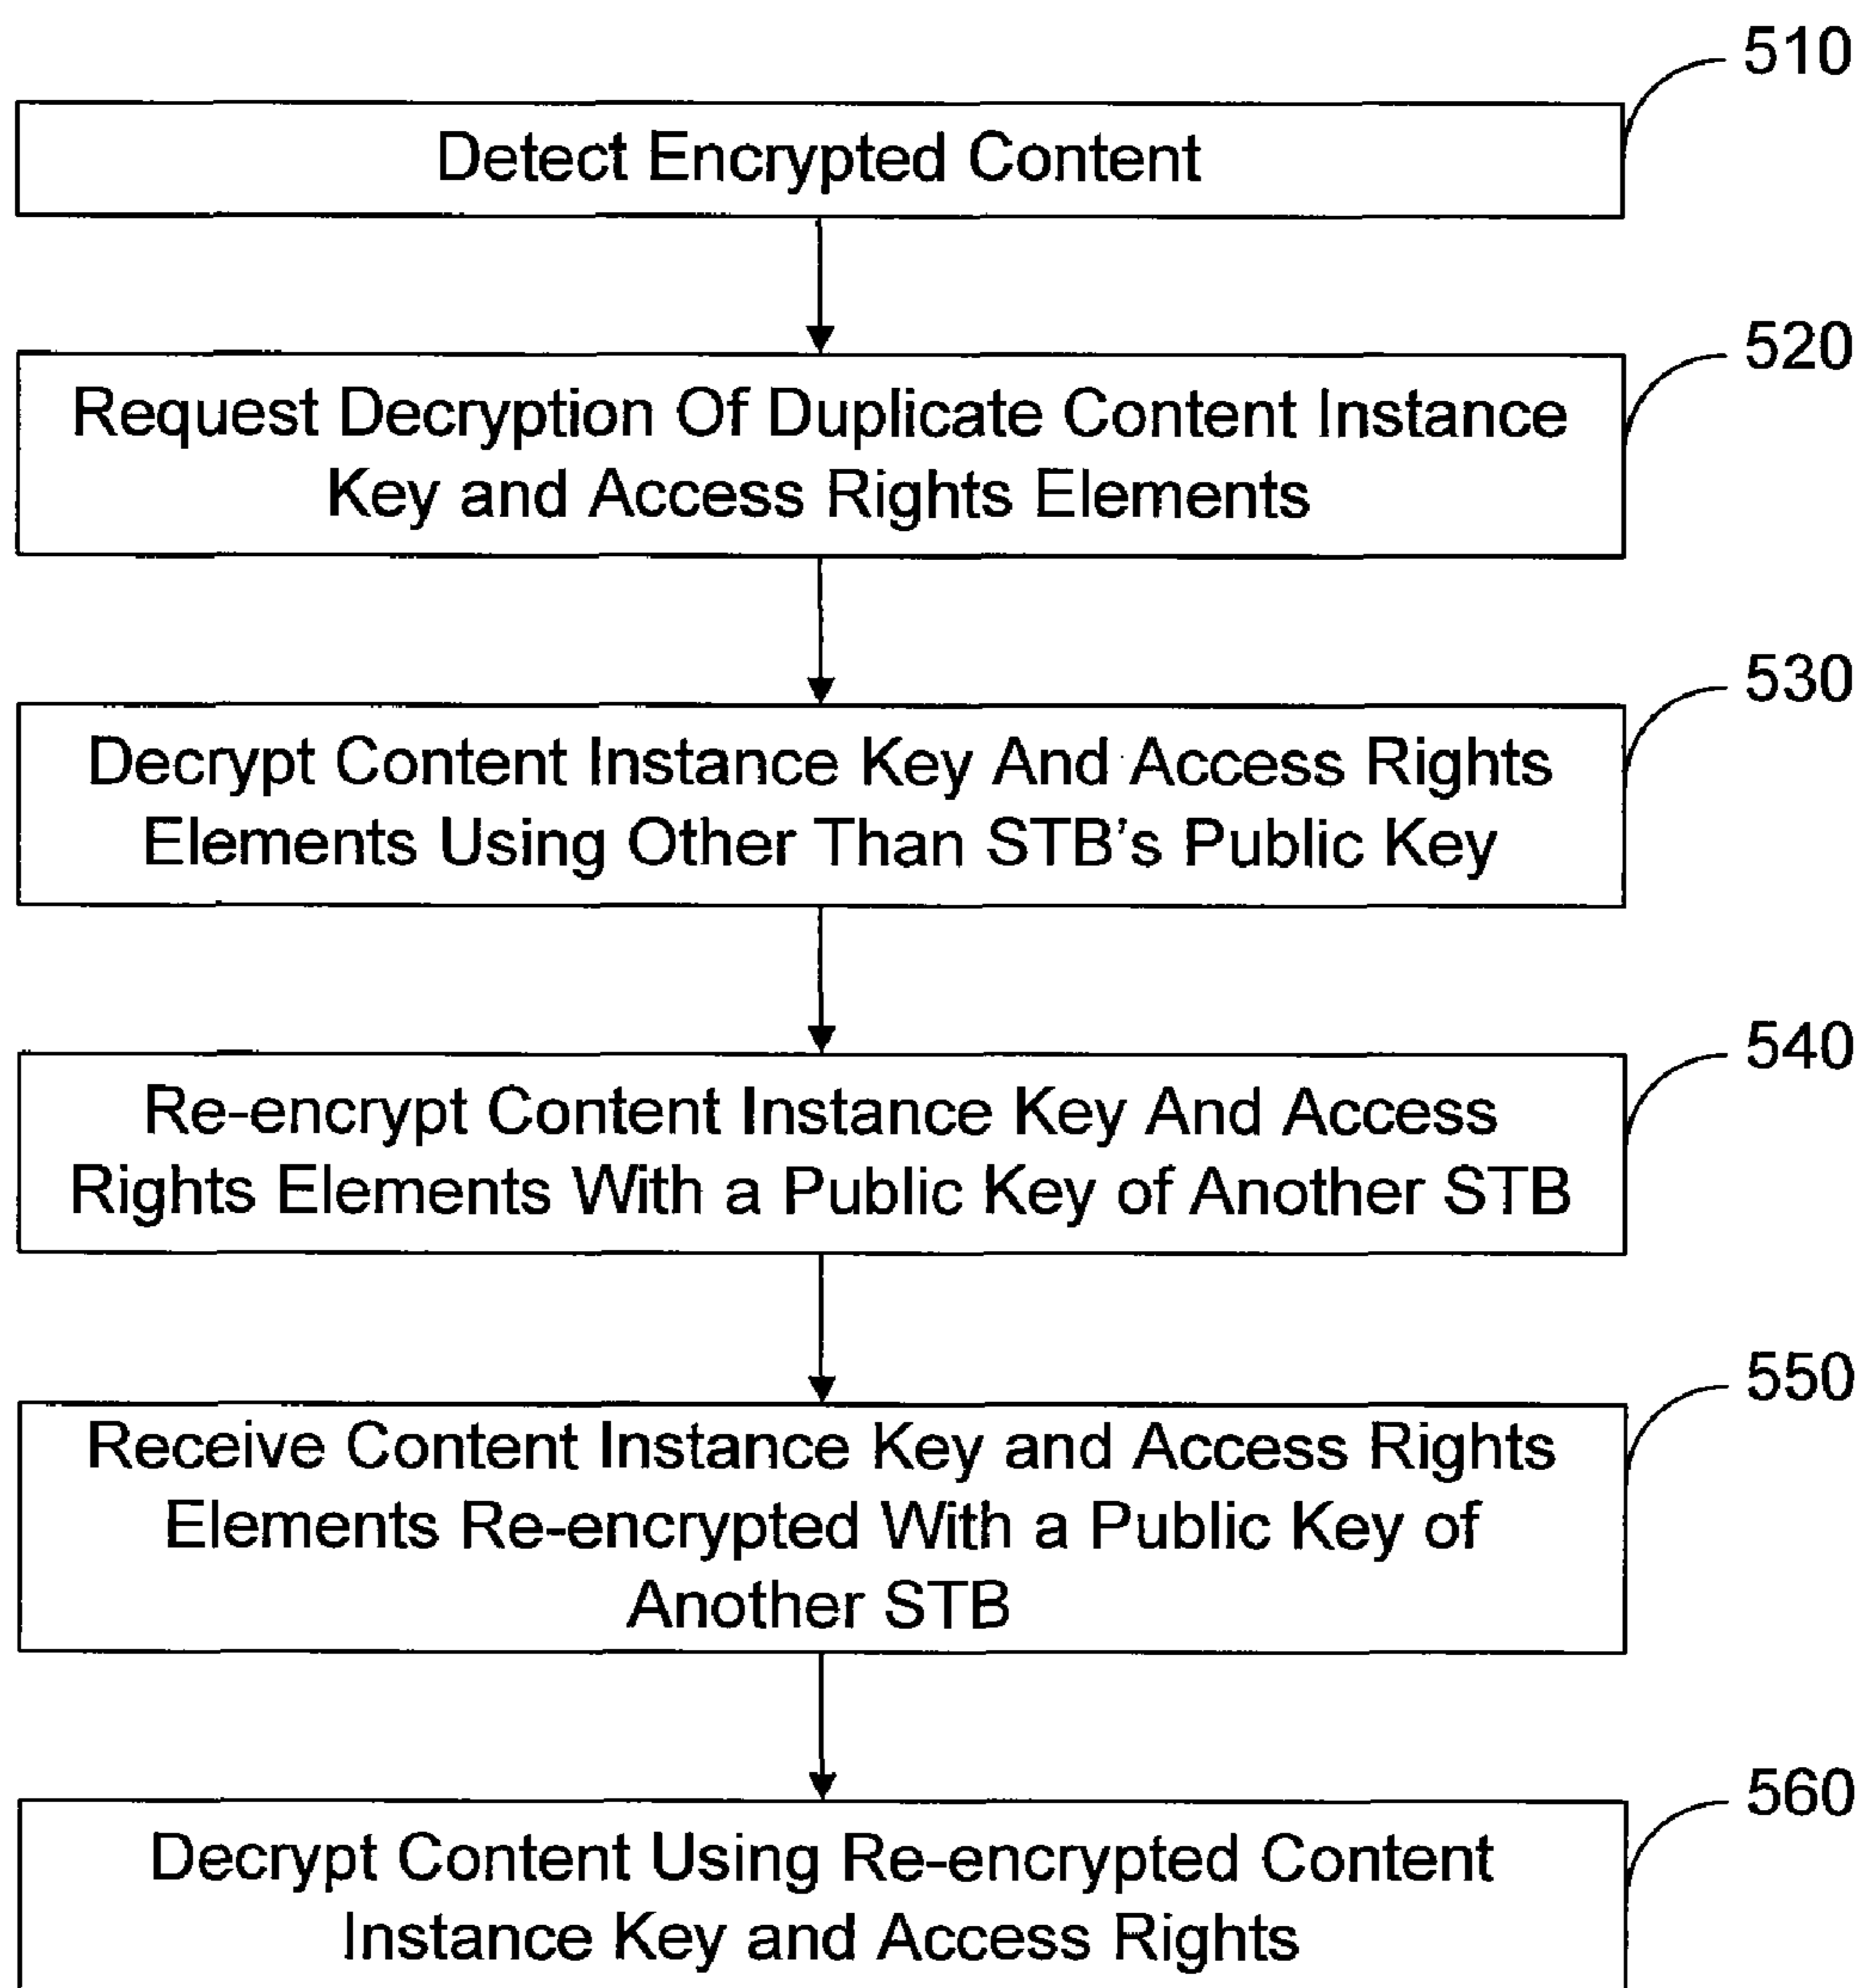 510
Detect Encrypted Content
520
Request Decryption Of Duplicate Content Instance
Key and Access Rights Elements
530
Decrypt Content Instance Key And Access Rights
Elements Using Other Than STB's Public Key
540
Re-encrypt Content Instance Key And Access
Rights Elements With a Public Key of Another STB
550
Receive Content Instance Key and Access Rights
Elements Re-encrypted With a Public Key of
Another STB
560
Decrypt Content Using Re-encrypted Content
Instance Key and Access Rights